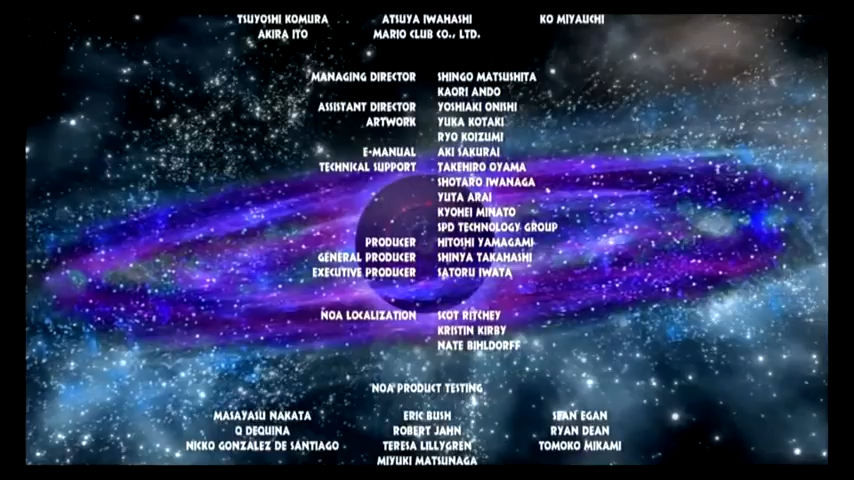 TSUYOSHI KOMURA ATSUYA IWAHASHI KO MIYAUCHI
AKIRA ITO MARIO CLUB CO., LTD.
MANAGING DIRECTOR SHINGO MATSUSHITA
KAORI ANDO
ASSISTANT DIRECTOR YOSHIAKI ONISHI
ARTWORK YUKA KOTAKI
RYO KOIZUMI
E-MANUAL AKI SAKURAI
TECHNICAL SUPPORT TAKEHIRO OYAMA
SHOTARO IWANAGA
YUTA ARAI
KYOHEI MINATO
SPD TECHNOLOGY GROUP
PRODUCER HITOSHI YAMAGAMI
GENERAL PRODUCER SHINYA TAKAHASHI
EXECUTIVE PRODUCER SATORU IWATA
NOA LOCALIZATION SCOT RITCHEY
KRISTIN KIRBY
NATE BIHLDORFF
NOA PRODUCT TESTING
MASAYASU NAKATA ERIC BUSH SEAN EGAN
Q DEQUINA ROBERT JAHN RYAN DEAN
NICKO GONZALEZ DE SANTIAGO TERESA LILLYGREN TOMOKO MIKAMI
MIYUKI MATSUNAGA